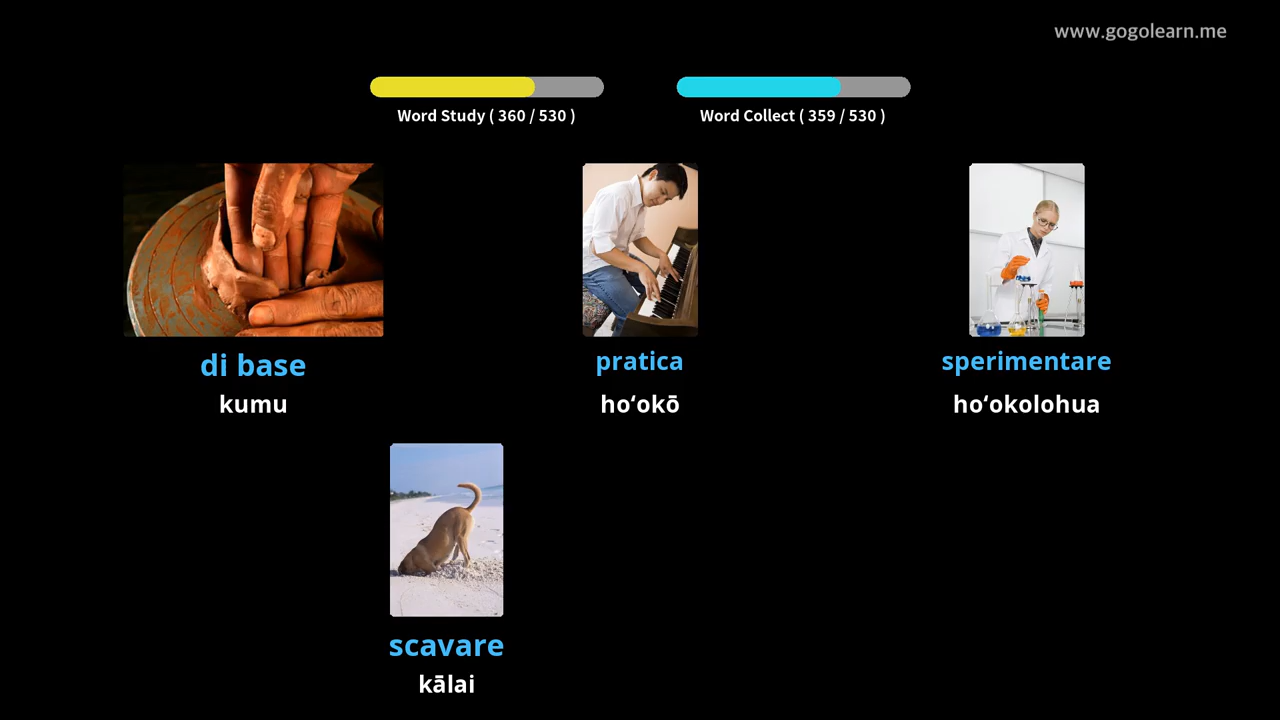 www.gogolearn.me
Word Study ( 360 / 530 )
Word Collect ( 359 / 530 )
di base
kumu
pratica
hoʻokō
sperimentare
hoʻokolohua
scavare
kālai